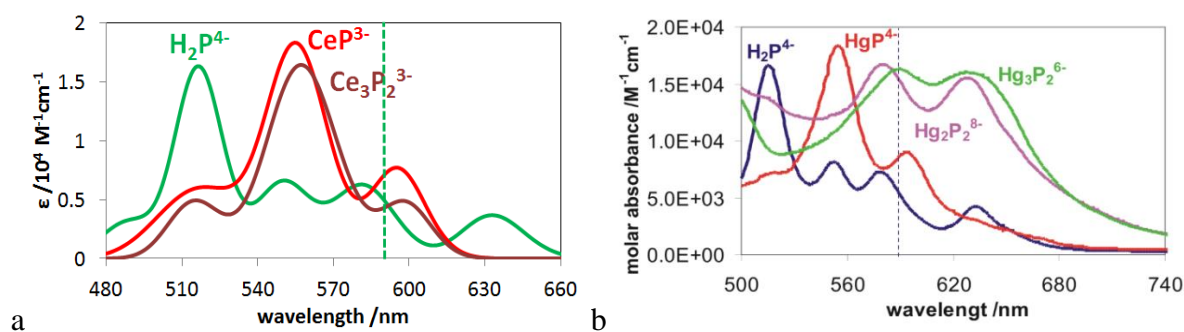 2
1.5
1
0.5
0
480 510 540 570 600 630 660
ε /10⁴ M⁻¹cm⁻¹
wavelength /nm
H₂P⁴⁻
CeP³⁻
Ce₃P₂³⁻
a
2.0E+04
1.5E+04
1.0E+04
5.0E+03
0.0E+00
500 560 620 680 740
molar absorbance /M⁻¹cm⁻¹
wavelengt /nm
H₂P⁴⁻
HgP⁴⁻
Hg₃P₂⁶⁻
Hg₂P₂⁸⁻
b